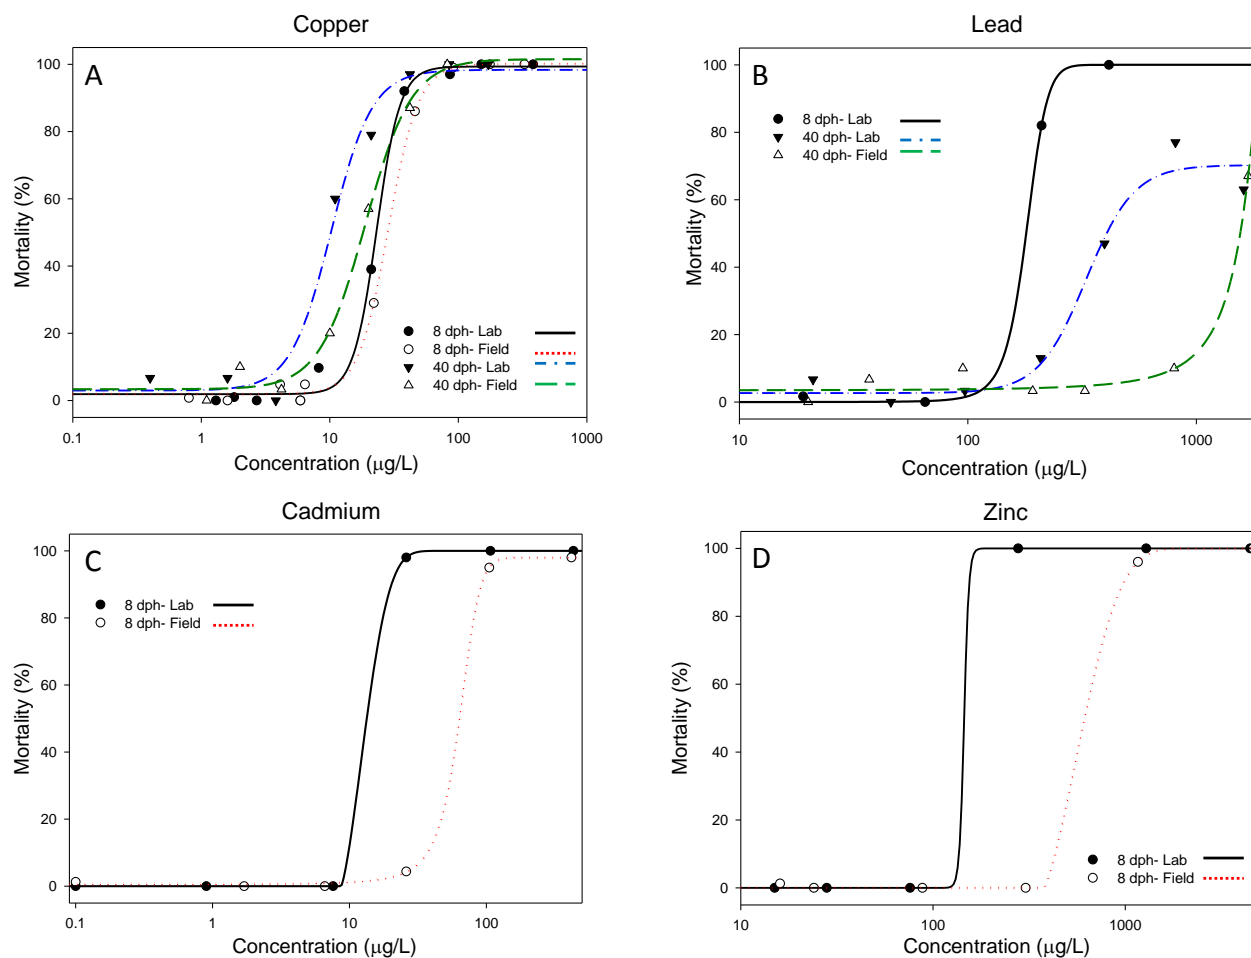 Copper
A
100
80
60
40
20
0
Mortality (%)
8 dph- Lab
8 dph- Field
40 dph- Lab
40 dph- Field
0.1
1
10
100
1000
Concentration (µg/L)
Lead
B
100
80
60
40
20
0
Mortality (%)
8 dph- Lab
40 dph- Lab
40 dph- Field
10
100
1000
Concentration (µg/L)
Cadmium
C
100
80
60
40
20
0
Mortality (%)
8 dph- Lab
8 dph- Field
0.1
1
10
100
Concentration (µg/L)
Zinc
D
100
80
60
40
20
0
Mortality (%)
8 dph- Lab
8 dph- Field
10
100
1000
Concentration (µg/L)